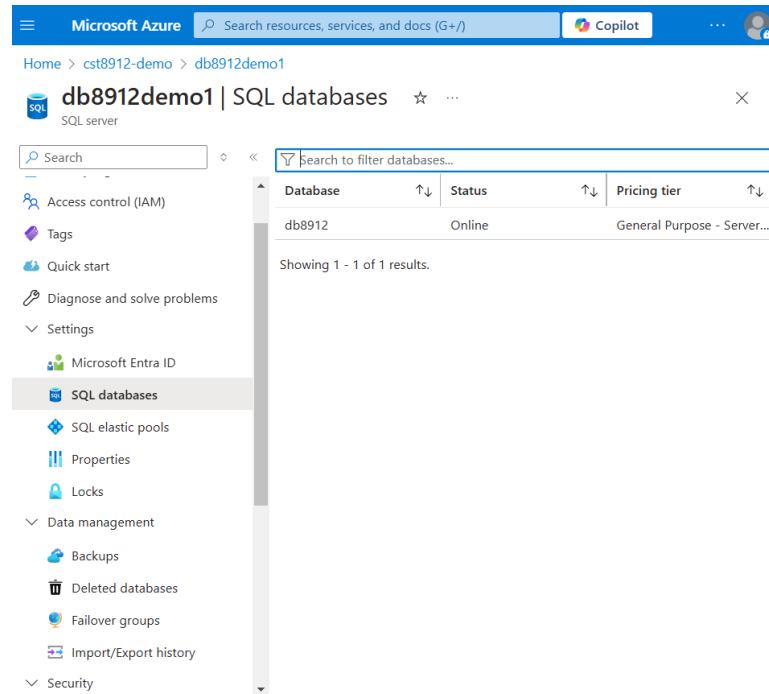 Microsoft Azure
Search resources, services, and docs (G+/)
Copilot
...
Home > cst8912-demo > db8912demo1
db8912demo1 | SQL databases
...
SQL
SQL server
Search
Search to filter databases...
Access control (IAM)
Tags
Quick start
Diagnose and solve problems
Settings
Microsoft Entra ID
SQL databases
SQL elastic pools
Properties
Locks
Data management
Backups
Deleted databases
Failover groups
Import/Export history
Security
Database Status Pricing tier
db8912 Online General Purpose - Server...
Showing 1 - 1 of 1 results.